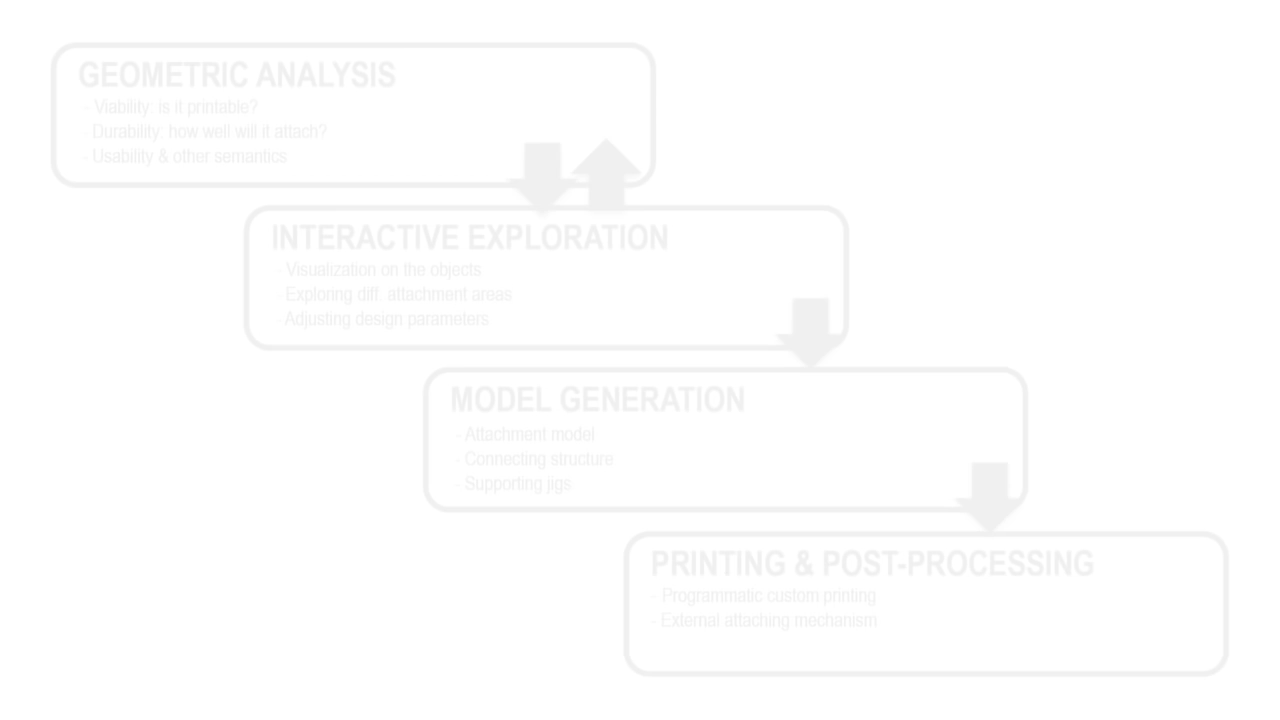 GEOMETRIC ANALYSIS
- Viability: is it printable?
- Durability: how well will it attach?
- Usability & other semantics
INTERACTIVE EXPLORATION
- Visualization on the objects
- Exploring diff. attachment areas
- Adjusting design parameters
MODEL GENERATION
- Attachment model
- Connecting structure
- Supporting jigs
PRINTING & POST-PROCESSING
- Programmatic custom printing
- External attaching mechanism